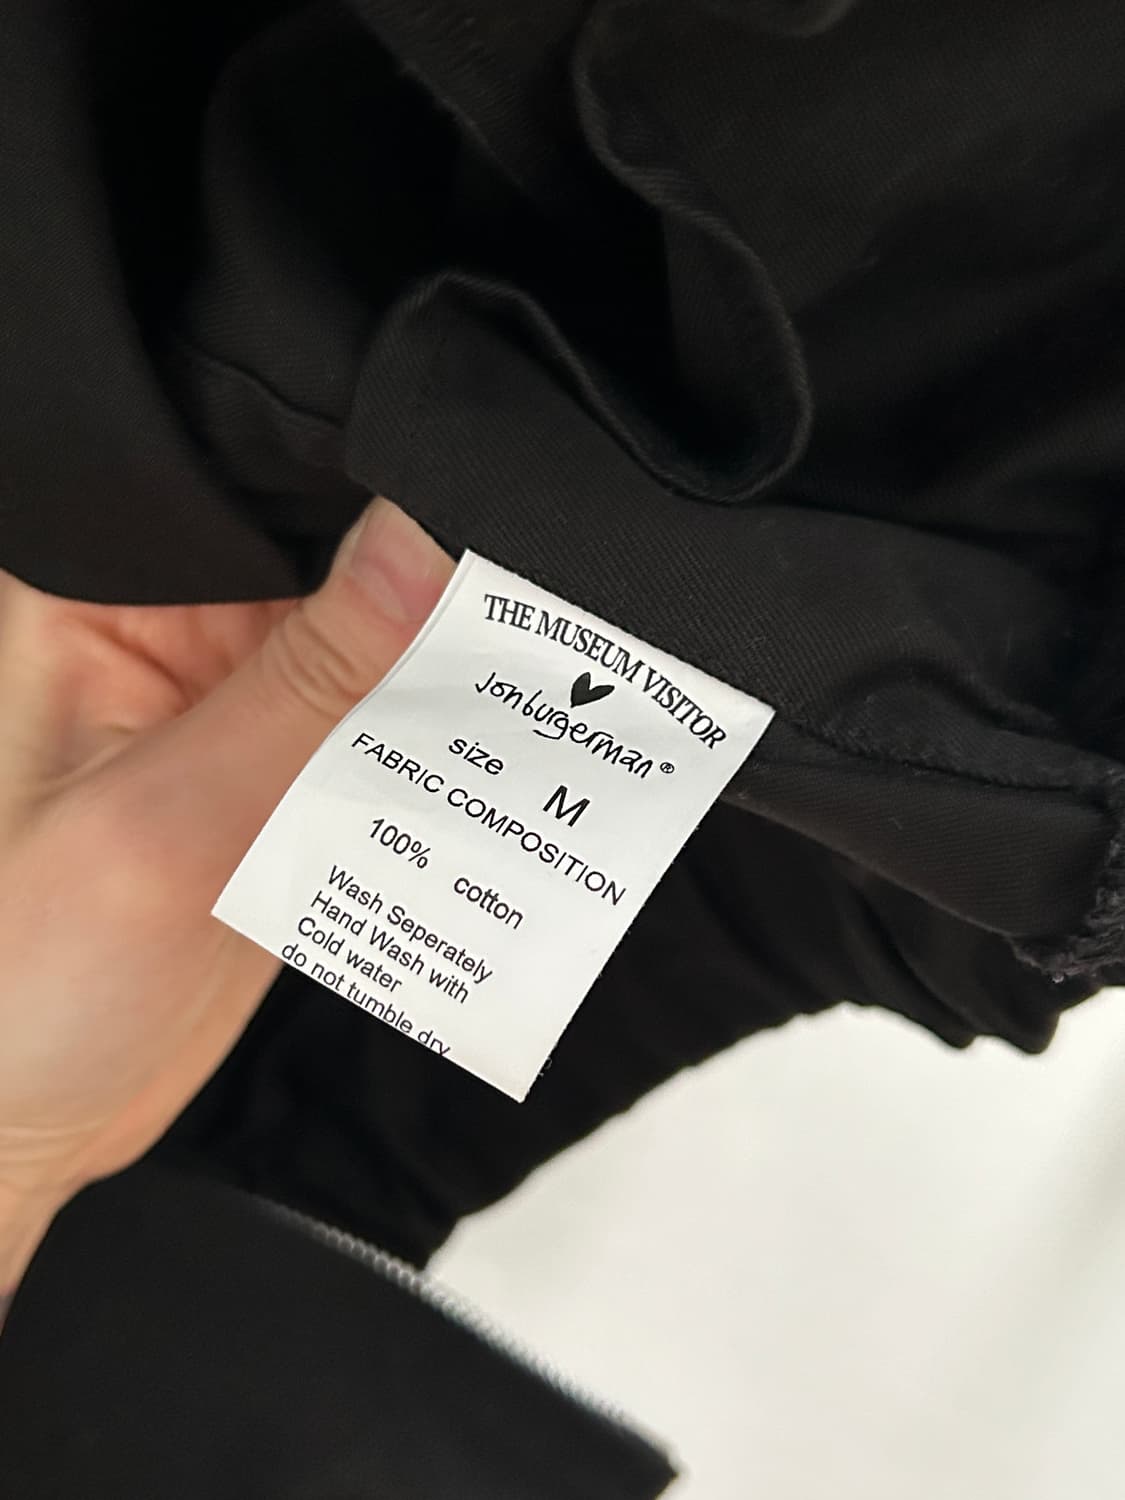 THE MUSEUM VISITOR
jonburgerman®
size M
FABRIC COMPOSITION
100% cotton
Wash Seperately
Hand Wash with
Cold water
do not tumble dry